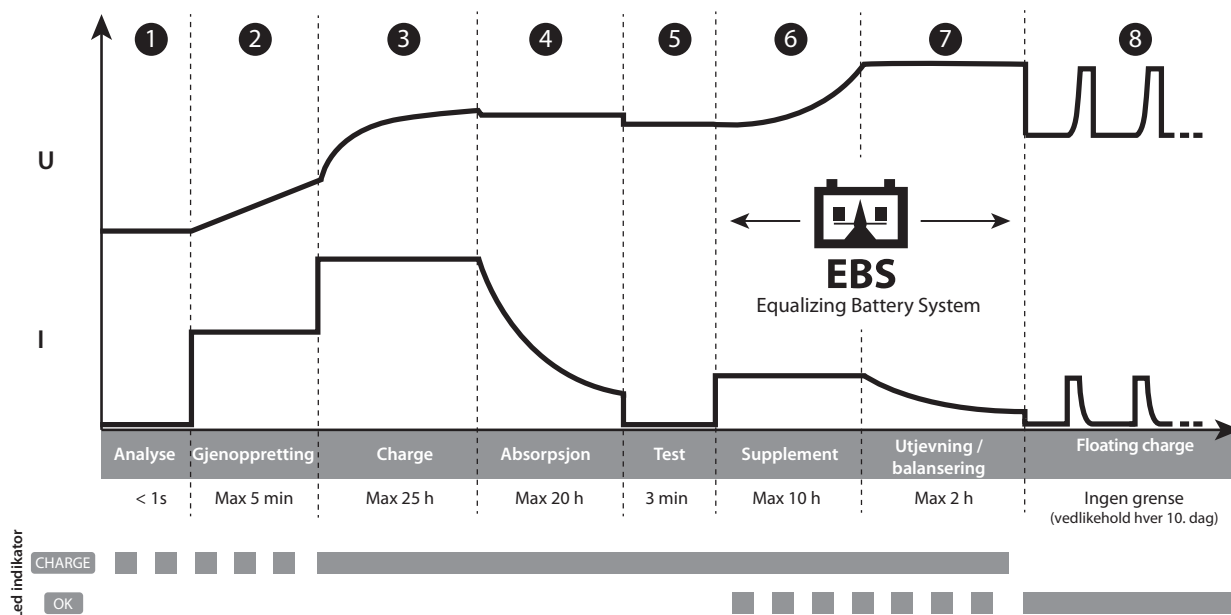 1 2 3 4 5 6 7 8
U
EBS
Equalizing Battery System
I
Analyse Gjenoppretting Charge Absorpsjon Test Supplement Utjevning / Floating charge
balansering
< 1s Max 5 min Max 25 h Max 20 h 3 min Max 10 h Max 2 h Ingen grense
(vedlikehold hver 10. dag)
Led indikator
CHARGE
OK